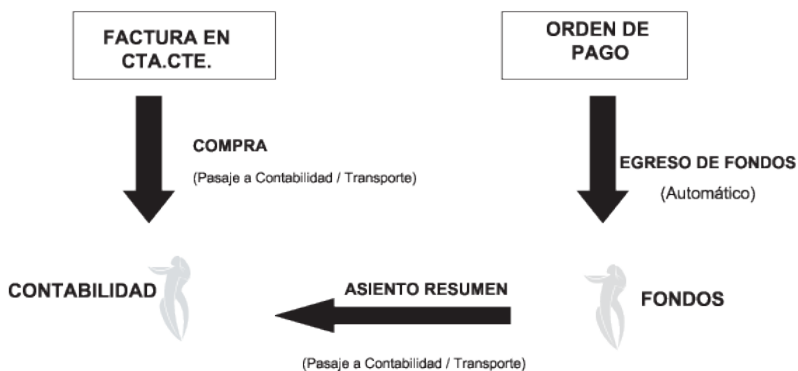 FACTURA EN
CTA.CTE.
ORDEN DE
PAGO
COMPRA
(Pasaje a Contabilidad / Transporte)
EGRESO DE FONDOS
(Automático)
CONTABILIDAD
ASIENTO RESUMEN
FONDOS
(Pasaje a Contabilidad / Transporte)